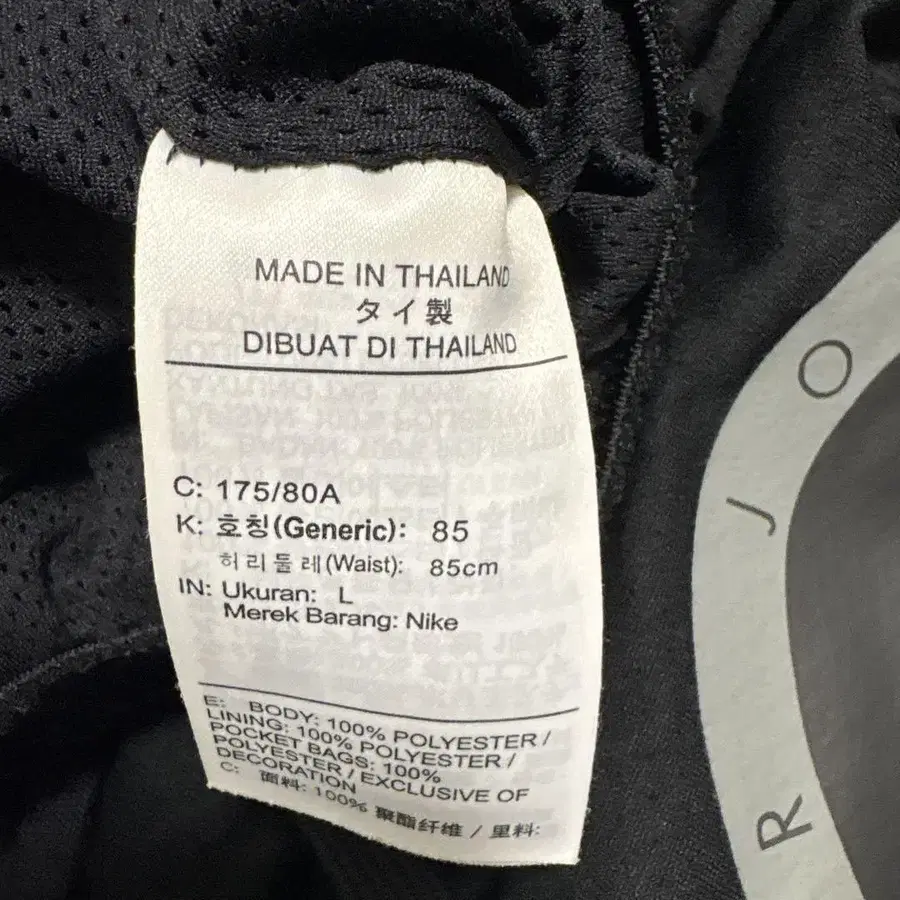 MADE IN THAILAND
タイ製
DIBUAT DI THAILAND
C: 175/80A
K: 호칭(Generic): 85
허리둘레(Waist): 85cm
IN: Ukuran: L
Merek Barang: Nike
E: BODY: 100% POLYESTER /
LINING: 100% POLYESTER /
POCKET BAGS: 100%
POLYESTER / EXCLUSIVE OF
DECORATION
C: 面料: 100% 聚酯纤维 / 里料:
O
J
R